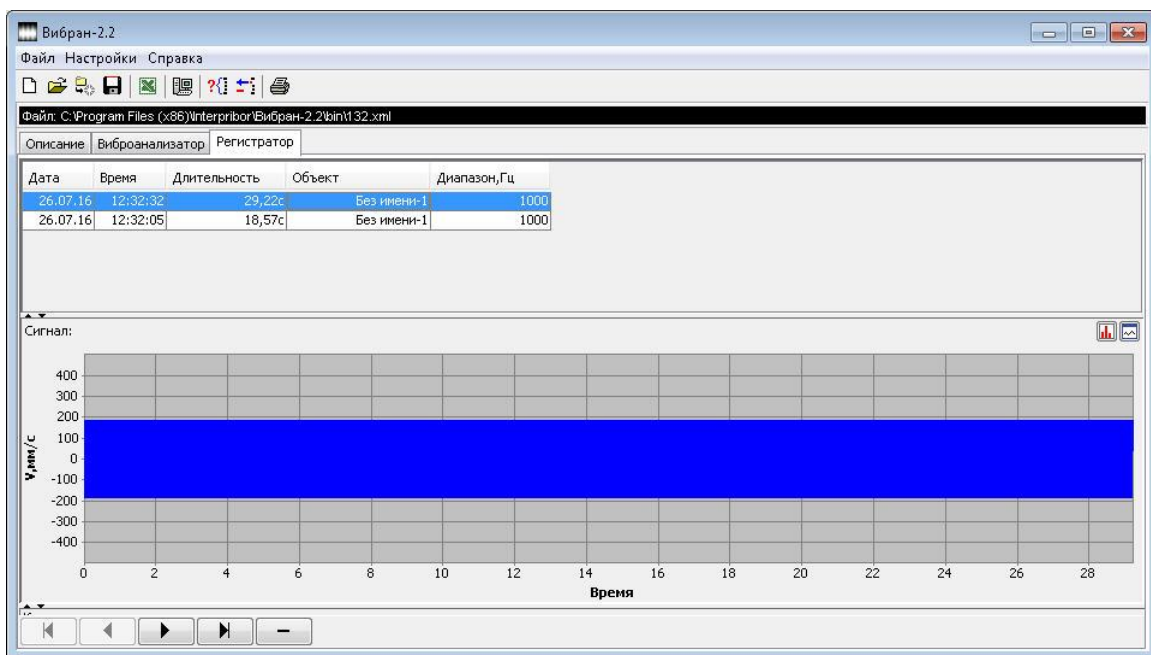 Вибран-2.2
Файл Настройки Справка
Файл: C:\Program Files (x86)\Interpribor\Вибран-2.2\bin\132.xml
Описание Виброанализатор Регистратор
Дата Время Длительность Объект Диапазон,Гц
26.07.16 12:32:32 29,22с Без имени-1 1000
26.07.16 12:32:05 18,57с Без имени-1 1000
Сигнал:
400
300
200
100
0
-100
-200
-300
-400
V,мм/с
0 2 4 6 8 10 12 14 16 18 20 22 24 26 28
Время